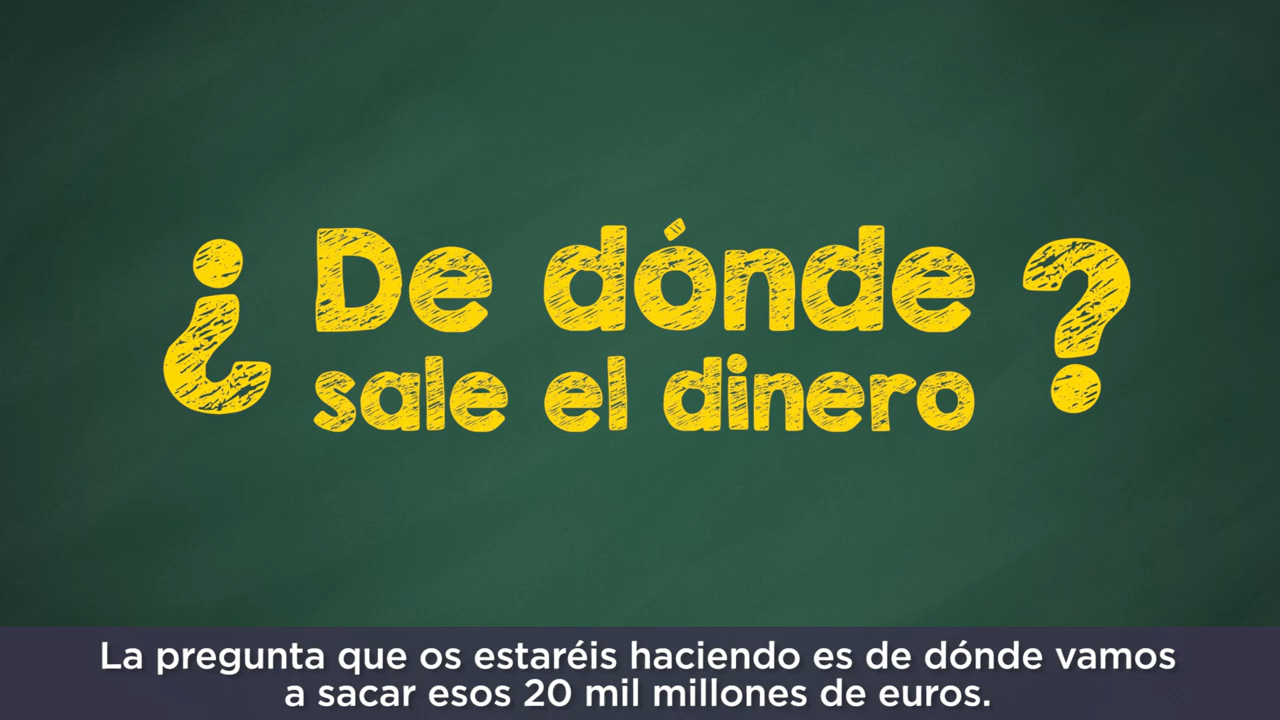 ¿De dónde
sale el dinero?
La pregunta que os estaréis haciendo es de dónde vamos
a sacar esos 20 mil millones de euros.